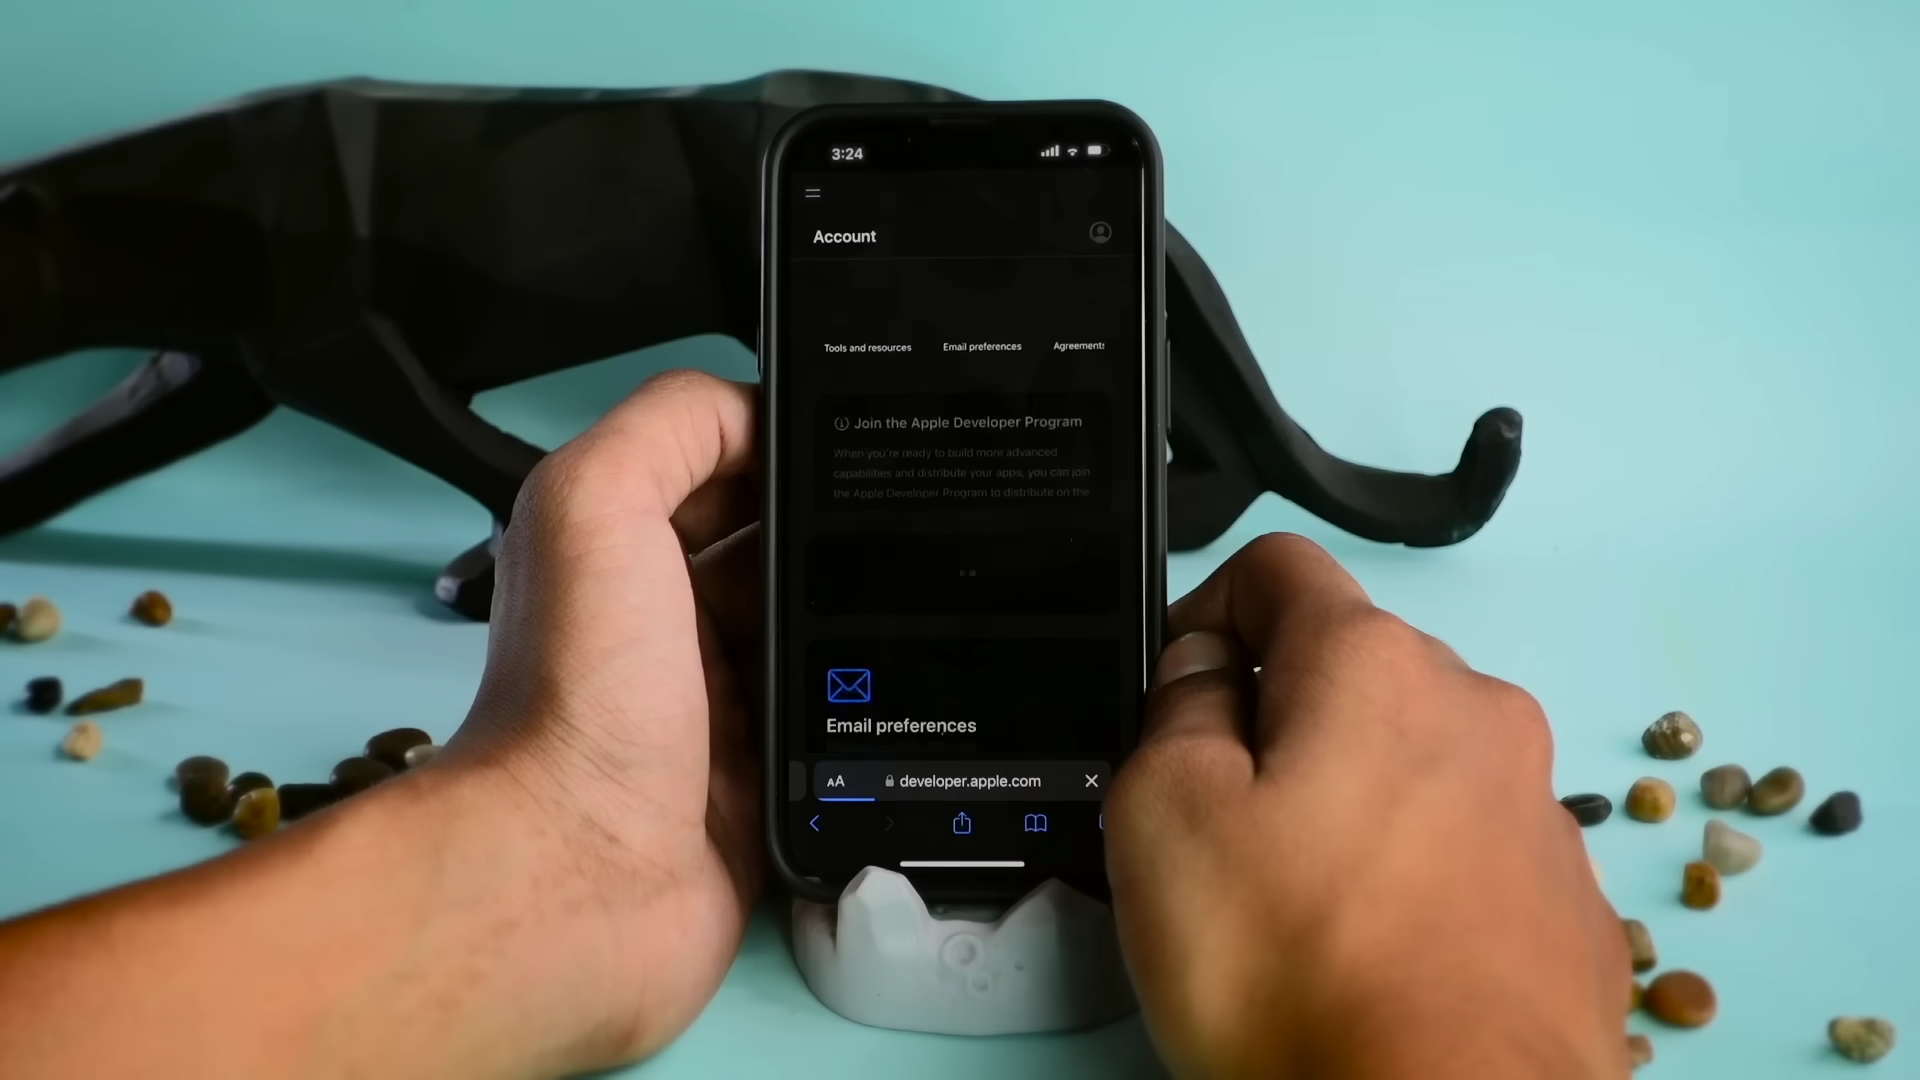 3:24
Account
Tools and resources Email preferences Agreements
Join the Apple Developer Program
When you're ready to build more advanced
capabilities and distribute your apps, you can join
the Apple Developer Program to distribute on the
Email preferences
AA developer.apple.com